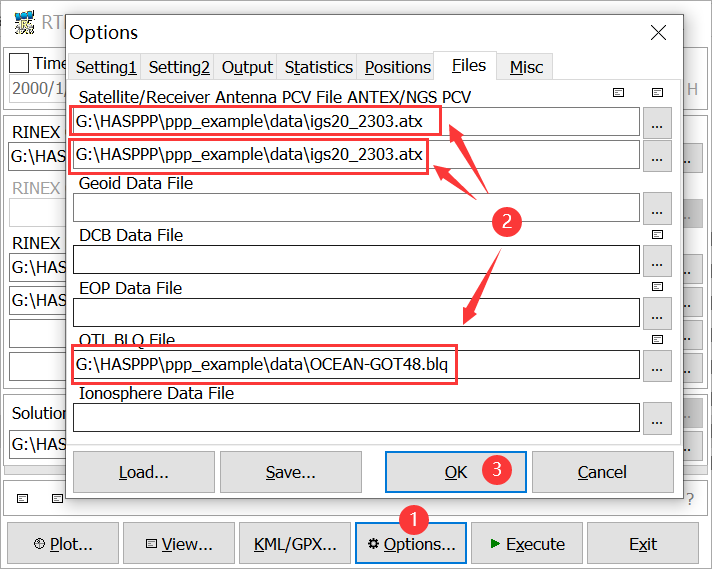 RT
Options
Time
2000/1/
H
Setting1 Setting2 Output Statistics Positions Files Misc
Satellite/Receiver Antenna PCV File ANTEX/NGS PCV
G:\HASPPP\ppp_example\data\igs20_2303.atx
...
RINEX
G:\HAS
G:\HASPPP\ppp_example\data\igs20_2303.atx
...
RINEX
Geoid Data File
...
2
RINEX
DCB Data File
G:\HAS
...
G:\HAS
EOP Data File
...
OTL BLQ File
G:\HASPPP\ppp_example\data\OCEAN-GOT48.blq
...
Solution
Ionosphere Data File
G:\HAS
...
Load... Save... OK 3 Cancel
?
1
Plot... View... KML/GPX... Options... Execute Exit